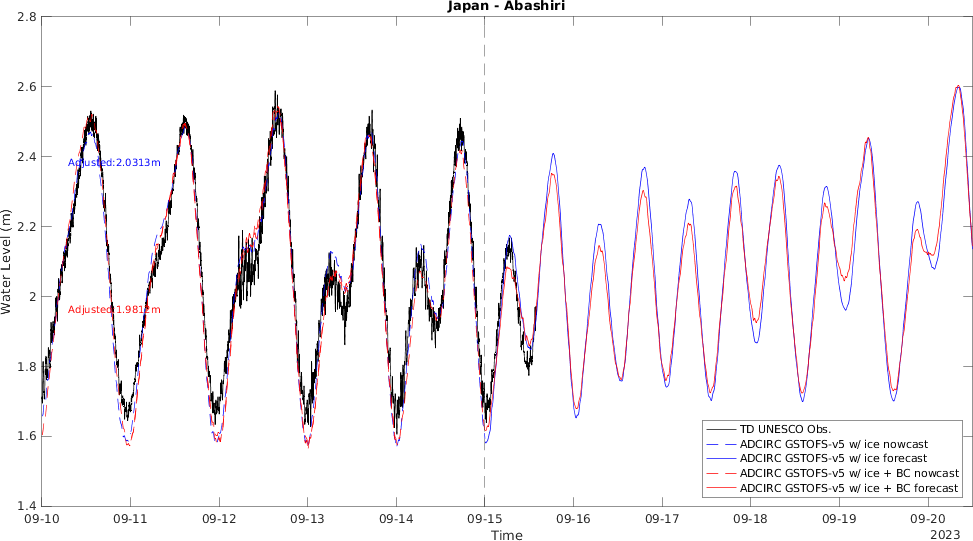 Japan - Abashiri
Water Level (m)
2.8
2.6
2.4
2.2
2
1.8
1.6
1.4
Adjusted:2.0313m
Adjusted:1.9812m
TD UNESCO Obs.
ADCIRC GSTOFS-v5 w/ ice nowcast
ADCIRC GSTOFS-v5 w/ ice forecast
ADCIRC GSTOFS-v5 w/ ice + BC nowcast
ADCIRC GSTOFS-v5 w/ ice + BC forecast
09-10 09-11 09-12 09-13 09-14 09-15 09-16 09-17 09-18 09-19 09-20
2023
Time